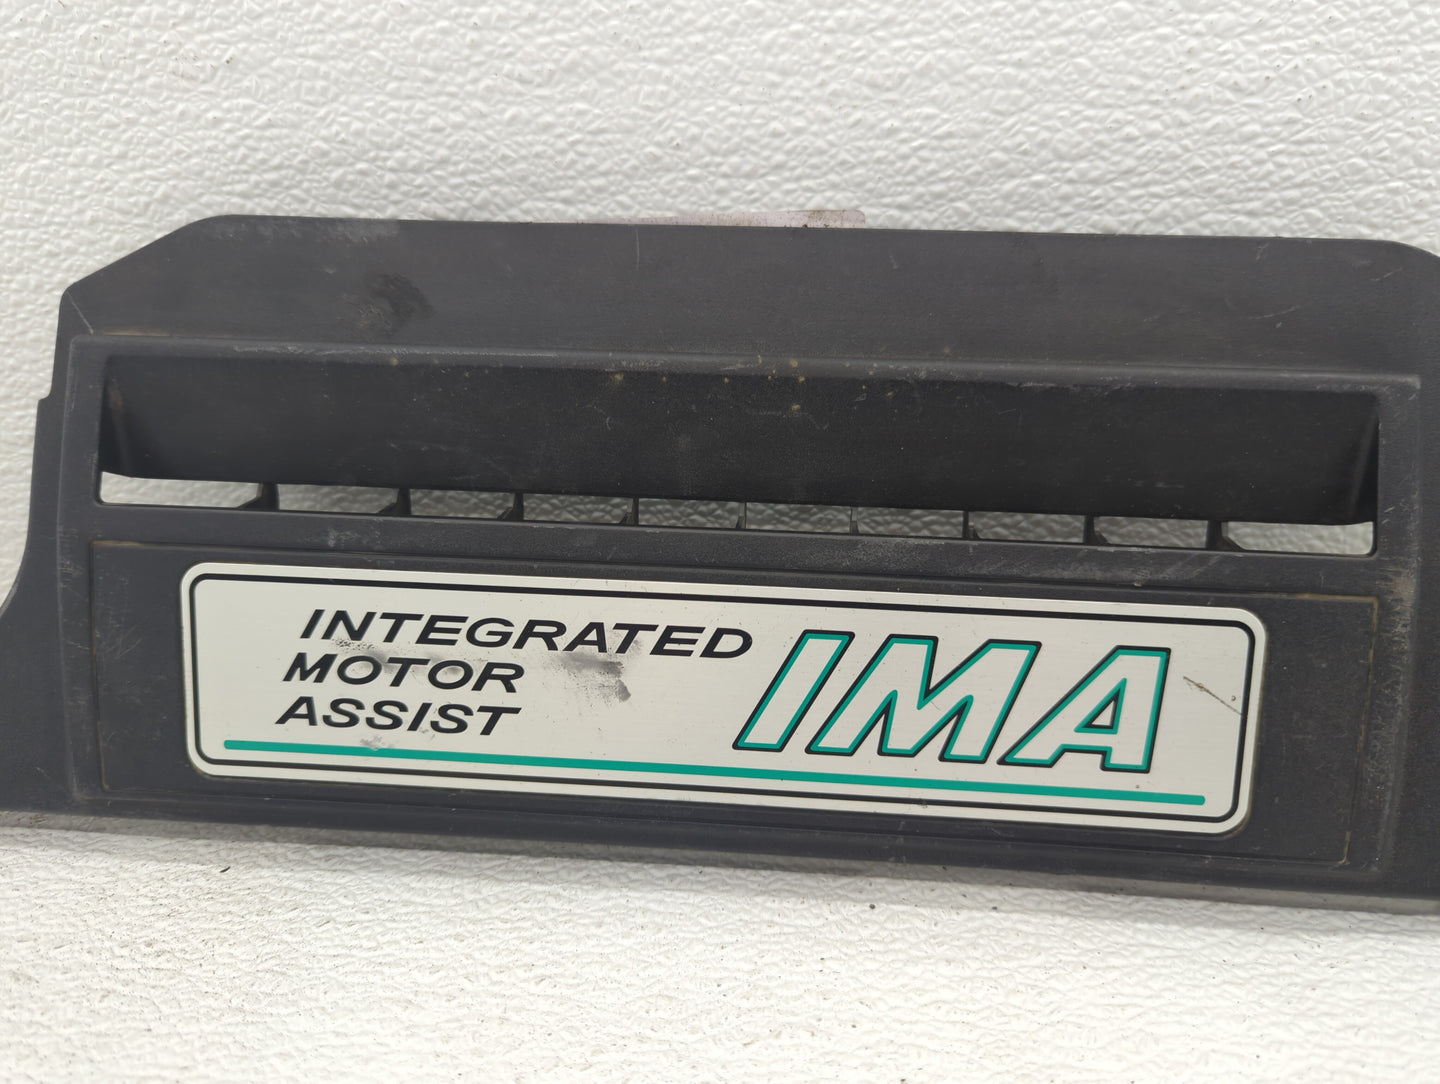 INTEGRATED
MOTOR
ASSIST
IMA